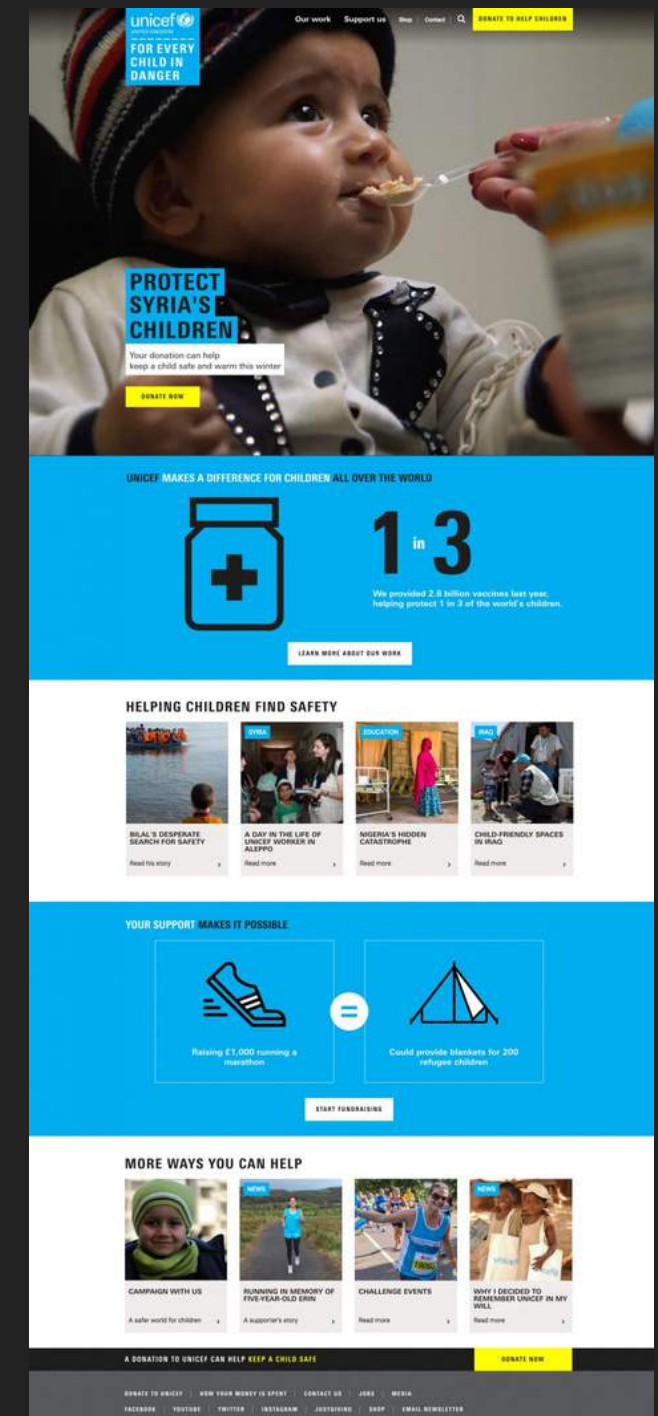 unicef
UNITED KINGDOM
FOR EVERY
CHILD IN
DANGER
Our work Support us Shop Contact DONATE TO HELP CHILDREN
PROTECT
SYRIA'S
CHILDREN
Your donation can help
keep a child safe and warm this winter
DONATE NOW
UNICEF MAKES A DIFFERENCE FOR CHILDREN ALL OVER THE WORLD
1 in 3
We provided 2.8 billion vaccines last year,
helping protect 1 in 3 of the world's children.
LEARN MORE ABOUT OUR WORK
HELPING CHILDREN FIND SAFETY
SYRIA EDUCATION IRAQ
BILAL'S DESPERATE
SEARCH FOR SAFETY
Read his story
A DAY IN THE LIFE OF
UNICEF WORKER IN
ALEPPO
Read more
NIGERIA'S HIDDEN
CATASTROPHE
Read more
CHILD-FRIENDLY SPACES
IN IRAQ
Read more
YOUR SUPPORT MAKES IT POSSIBLE
Raising £1,000 running a
marathon
=
Could provide blankets for 200
refugee children
START FUNDRAISING
MORE WAYS YOU CAN HELP
NEWS NEWS
CAMPAIGN WITH US
A safer world for children
RUNNING IN MEMORY OF
FIVE-YEAR-OLD ERIN
A supporter's story
CHALLENGE EVENTS
Read more
WHY I DECIDED TO
REMEMBER UNICEF IN MY
WILL
Read more
A DONATION TO UNICEF CAN HELP KEEP A CHILD SAFE DONATE NOW
DONATE TO UNICEF HOW YOUR MONEY IS SPENT CONTACT US JOBS MEDIA
FACEBOOK YOUTUBE TWITTER INSTAGRAM JUSTGIVING SHOP EMAIL NEWSLETTER